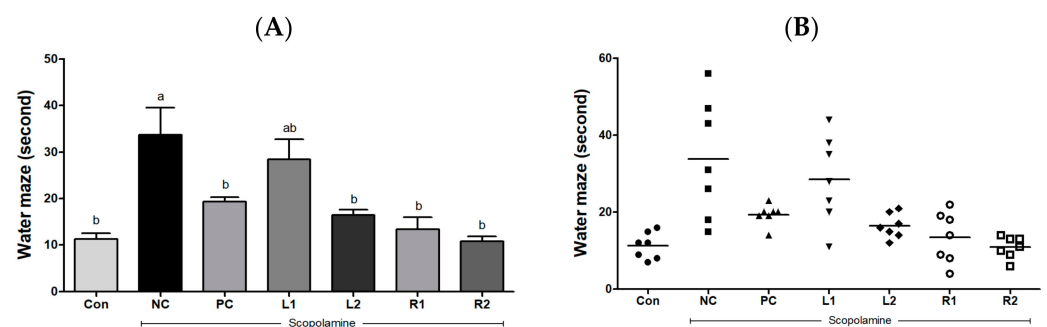 (A)
Water maze (second)
50
40
30
20
10
0
b
a
b
ab
b
b
b
Con NC PC L1 L2 R1 R2
Scopolamine
(B)
Water maze (second)
60
40
20
0
Con NC PC L1 L2 R1 R2
Scopolamine